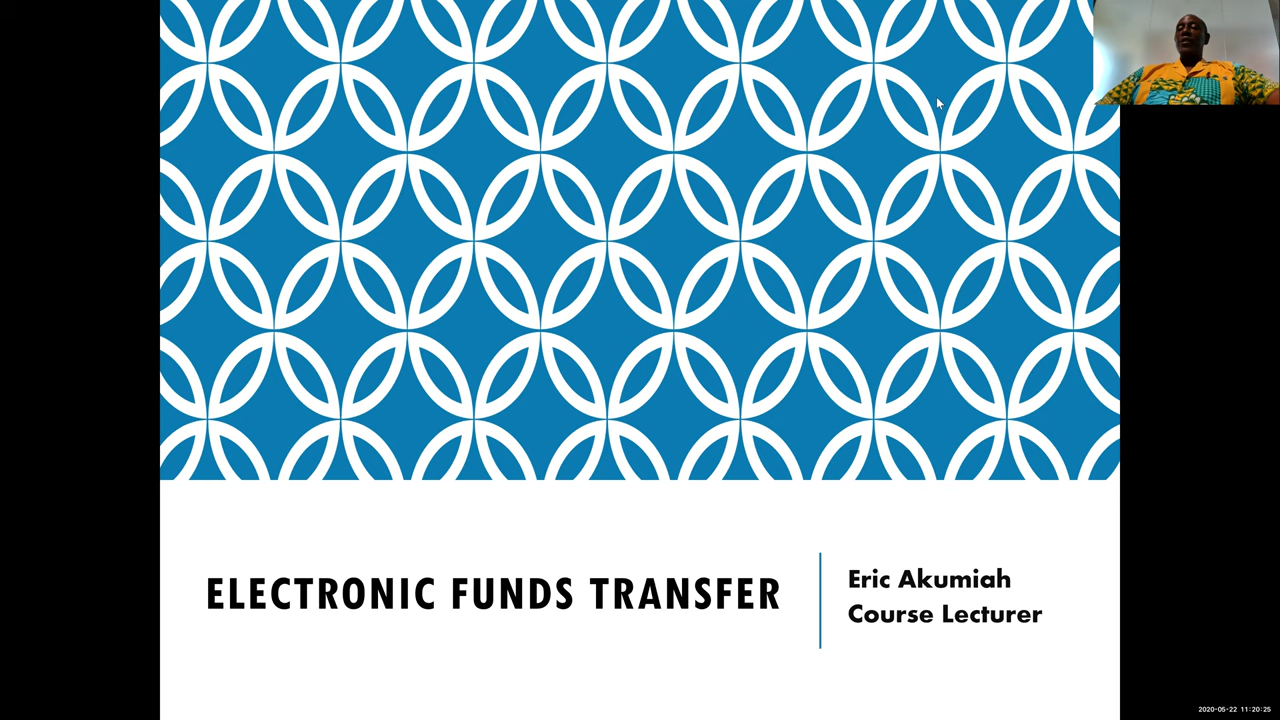 ELECTRONIC FUNDS TRANSFER
Eric Akumiah
Course Lecturer
2020-05-22 11:20:25